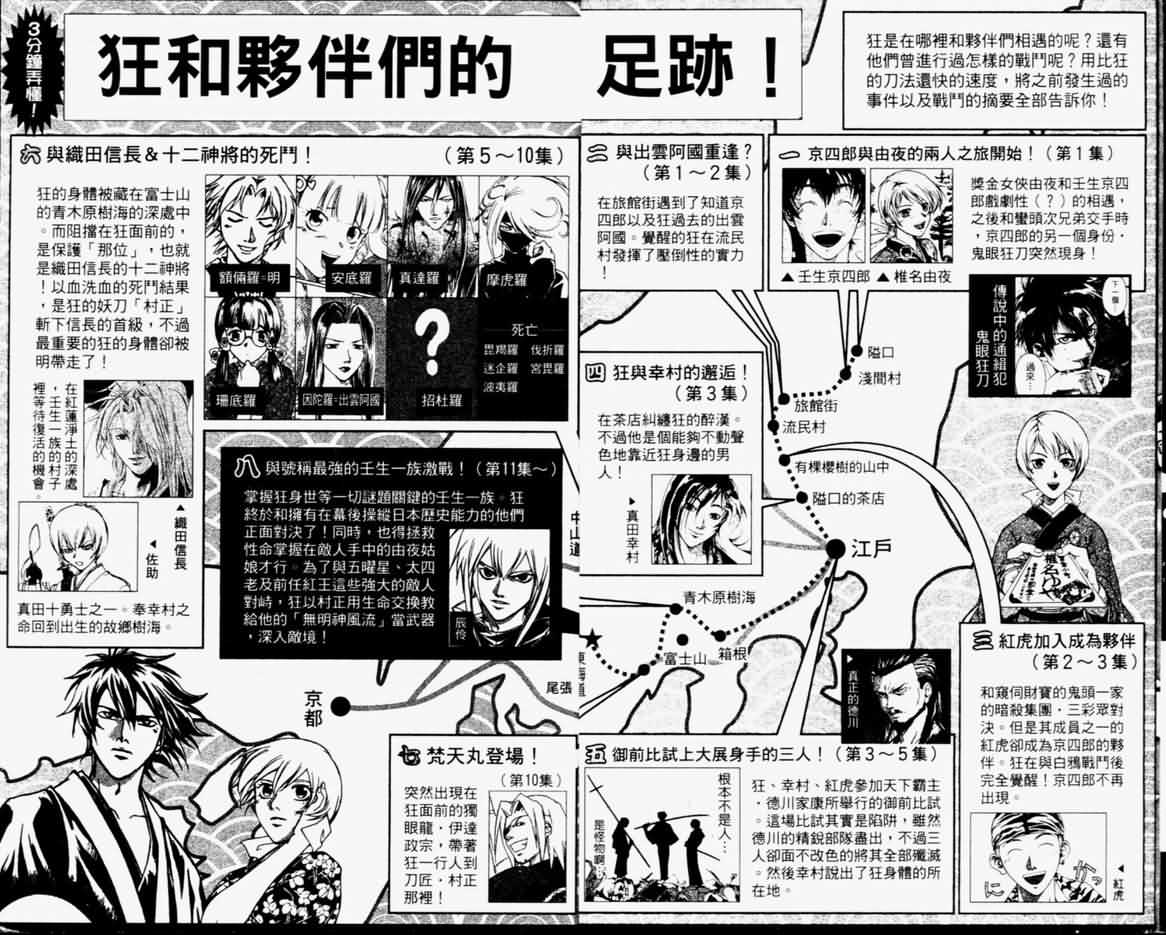 3分鐘弄懂！
狂和夥伴們的 足跡！
狂是在哪裡和夥伴們相遇的呢？還有
他們曾進行過怎樣的戰鬥呢？用比狂
的刀法還快的速度，將之前發生過的
事件以及戰鬥的摘要全部告訴你！
一 京四郎與由夜的兩人之旅開始！（第1集）
獎金女俠由夜和壬生京四
郎戲劇性（？）的相遇，
之後和蠻頭次兄弟交手時
，京四郎的另一個身份，
鬼眼狂刀突然現身！
▲壬生京四郎
▲椎名由夜
傳說中的通緝犯
鬼眼狂刀
下一個
過來…
二 與出雲阿國重逢？
（第1～2集）
在旅館街遇到了知道京
四郎以及狂過去的出雲
阿國。覺醒的狂在流民
村發揮了壓倒性的實力
！
三 紅虎加入成為夥伴
（第2～3集）
和窺伺財寶的鬼頭一家
的暗殺集團，三彩眾對
決。但是其成員之一的
紅虎卻成為京四郎的夥
伴。狂在與白鴉戰鬥後
完全覺醒！京四郎不再
出現。
▲紅虎
四 狂與幸村的邂逅！
（第3集）
在茶店糾纏狂的醉漢。
不過他是個能夠不動聲
色地靠近狂身邊的男
人！
▲真田幸村
五 御前比試上大展身手的三人！（第3～5集）
狂、幸村、紅虎參加天下霸主
，德川家康所舉行的御前比試
。這場比試其實是陷阱，雖然
德川的精銳部隊盡出，不過三
人卻面不改色的將其全部殲滅
。然後幸村說出了狂身體的所
在地。
根本不是人…
是怪物啊
▲真正的德川
六 與織田信長＆十二神將的死鬥！（第5～10集）
狂的身體被藏在富士山
的青木原樹海的深處中
。而阻擋在狂面前的，
是保護「那位」，也就
是織田信長的十二神將
！以血洗血的死鬥結果
，是狂的妖刀「村正」
斬下信長的首級，不過
最重要的狂的身體卻被
明帶走了！
額倆羅=明
安底羅
真達羅
摩虎羅
珊底羅
因陀羅=出雲阿國
？
招杜羅
死亡
毘羯羅 伐折羅
迷企羅 宮毘羅
波夷羅
在紅蓮淨土的深處
，壬生一族的村子
裡等待復活的機會。
▲織田信長
▲佐助
真田十勇士之一。奉幸村之
命回到出生的故鄉樹海。
七 梵天丸登場！
（第10集）
突然出現在
狂面前的獨
眼龍，伊達
政宗，帶著
狂一行人到
刀匠，村正
那裡！
八 與號稱最強的壬生一族激戰！（第11集～）
掌握狂身世等一切謎題關鍵的壬生一族。狂
終於和擁有在幕後操縱日本歷史能力的他們
正面對決了！同時，也得拯救
性命掌握在敵人手中的由夜姑
娘才行。為了與五曜星、太四
老及前任紅王這些強大的敵人
對峙，狂以村正用生命交換教
給他的「無明神風流」當武器
，深入敵境！
辰伶
隘口
淺間村
旅館街
流民村
有棵櫻樹的山中
隘口的茶店
江戶
青木原樹海
富士山
箱根
中山道
東海道
尾張
京都